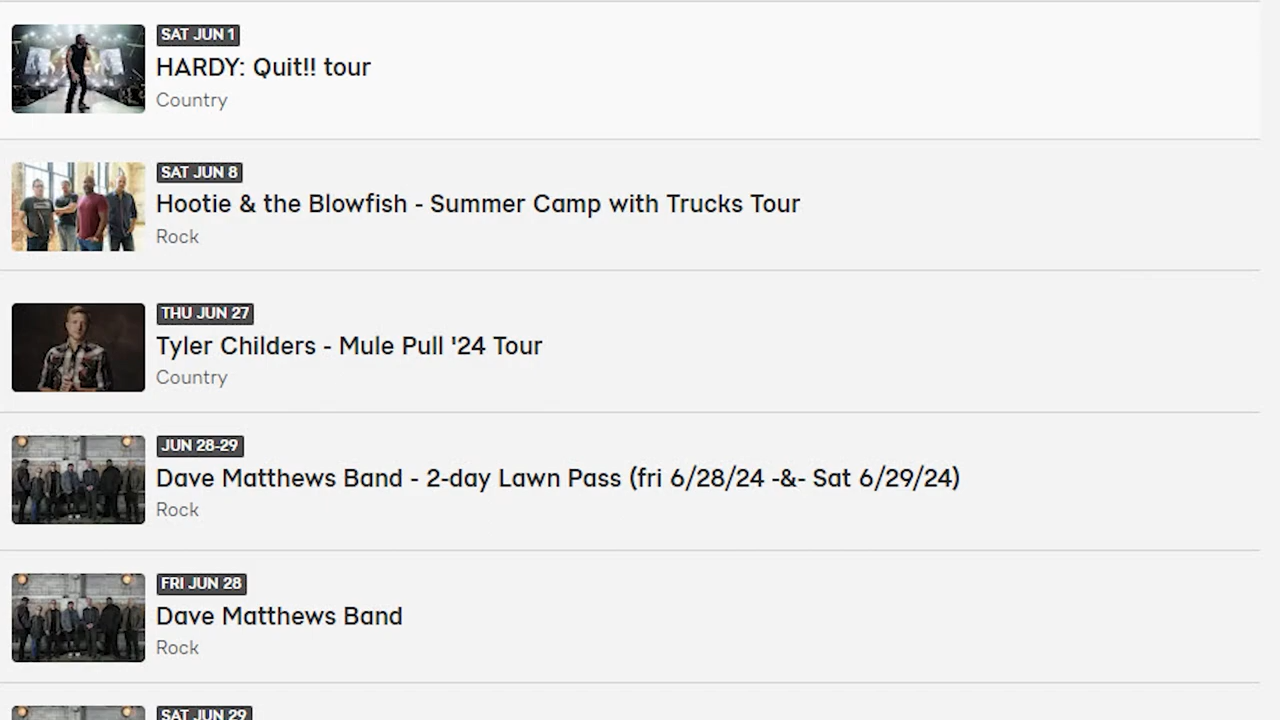 SAT JUN 1
HARDY: Quit!! tour
Country
SAT JUN 8
Hootie & the Blowfish - Summer Camp with Trucks Tour
Rock
THU JUN 27
Tyler Childers - Mule Pull '24 Tour
Country
JUN 28-29
Dave Matthews Band - 2-day Lawn Pass (fri 6/28/24 -&- Sat 6/29/24)
Rock
FRI JUN 28
Dave Matthews Band
Rock
SAT JUN 29